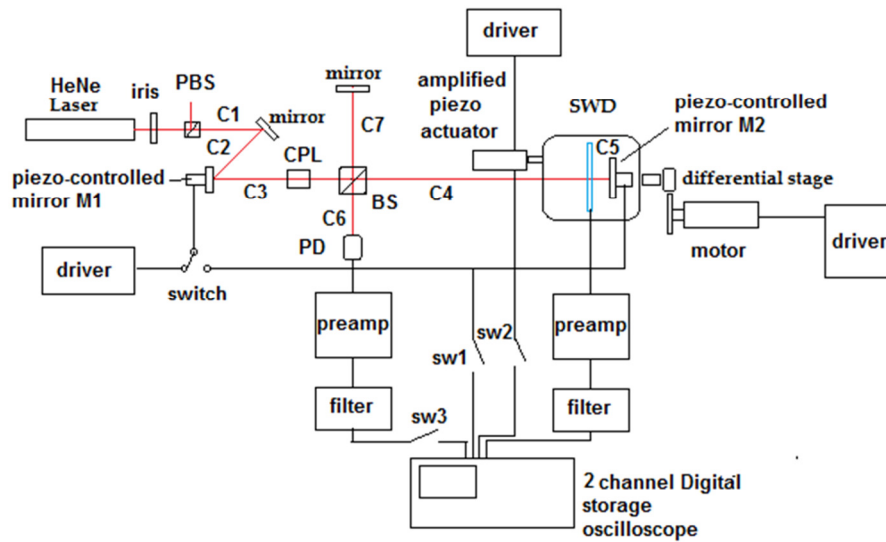 driver
HeNe
Laser
iris
PBS
C1
mirror
C2
mirror
C7
amplified
piezo
actuator
SWD
C5
piezo-controlled
mirror M2
piezo-controlled
mirror M1
C3
CPL
BS
C4
differential stage
C6
PD
motor
driver
driver
switch
preamp
sw1
sw2
preamp
filter
sw3
filter
2 channel Digital
storage
oscilloscope